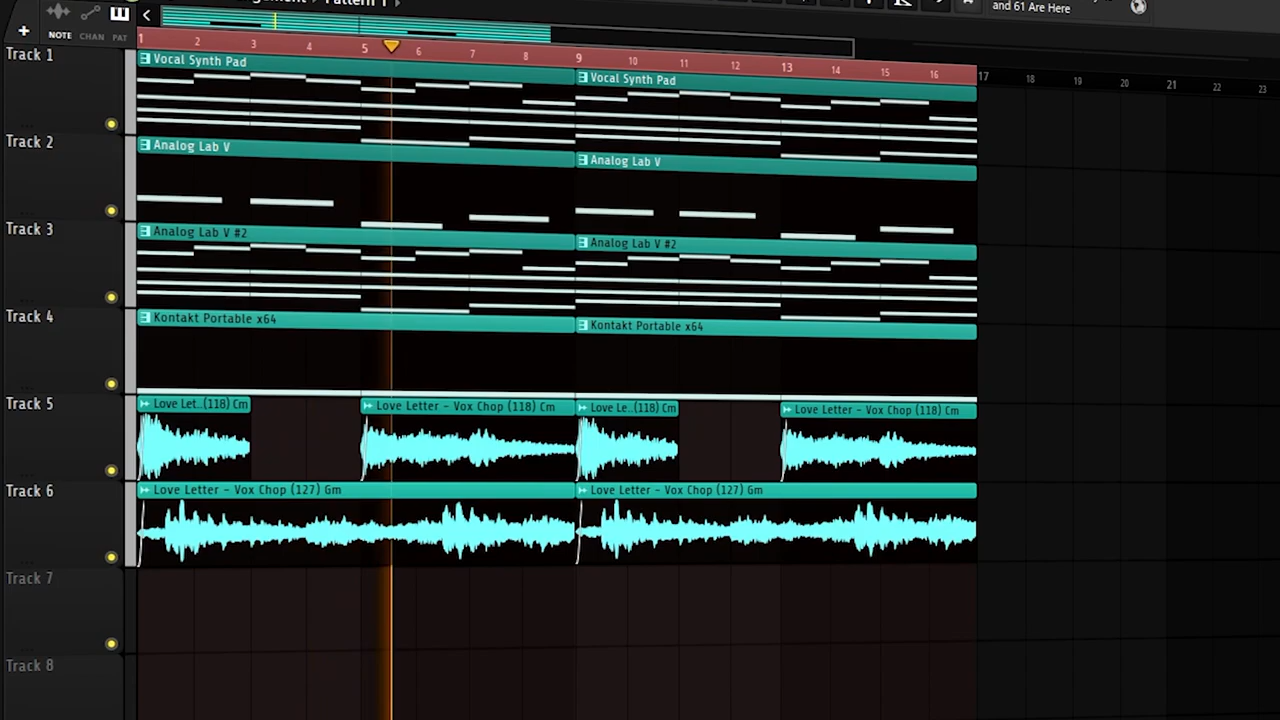 Pattern 1
and 61 Are Here
NOTE CHAN PAT
1 2 3 4 5 6 7 8 9 10 11 12 13 14 15 16 17 18 19 20 21 22 23
Track 1
Vocal Synth Pad
Vocal Synth Pad
Track 2
Analog Lab V
Analog Lab V
Track 3
Analog Lab V #2
Analog Lab V #2
Track 4
Kontakt Portable x64
Kontakt Portable x64
Track 5
Love Let..(118) Cm
Love Letter - Vox Chop (118) Cm
Love Le..(118) Cm
Love Letter - Vox Chop (118) Cm
Track 6
Love Letter - Vox Chop (127) Gm
Love Letter - Vox Chop (127) Gm
Track 7
Track 8